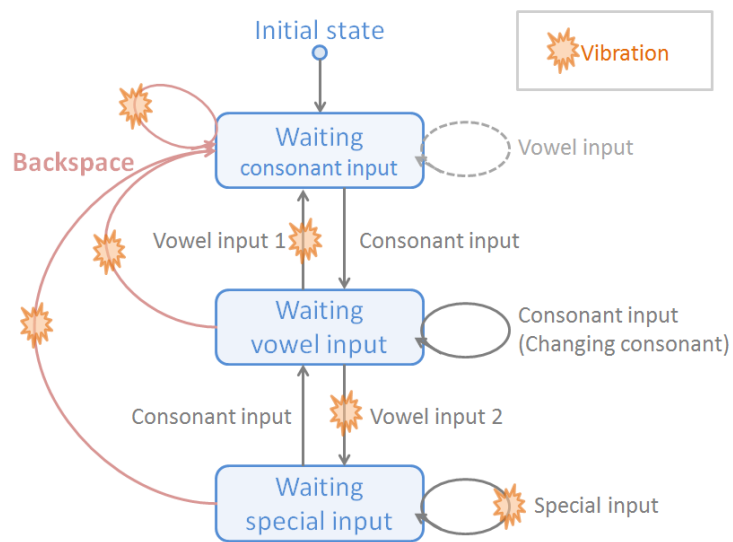 Initial state
Vibration
Waiting
consonant input
Vowel input
Backspace
Vowel input 1
Consonant input
Waiting
vowel input
Consonant input
(Changing consonant)
Consonant input
Vowel input 2
Waiting
special input
Special input